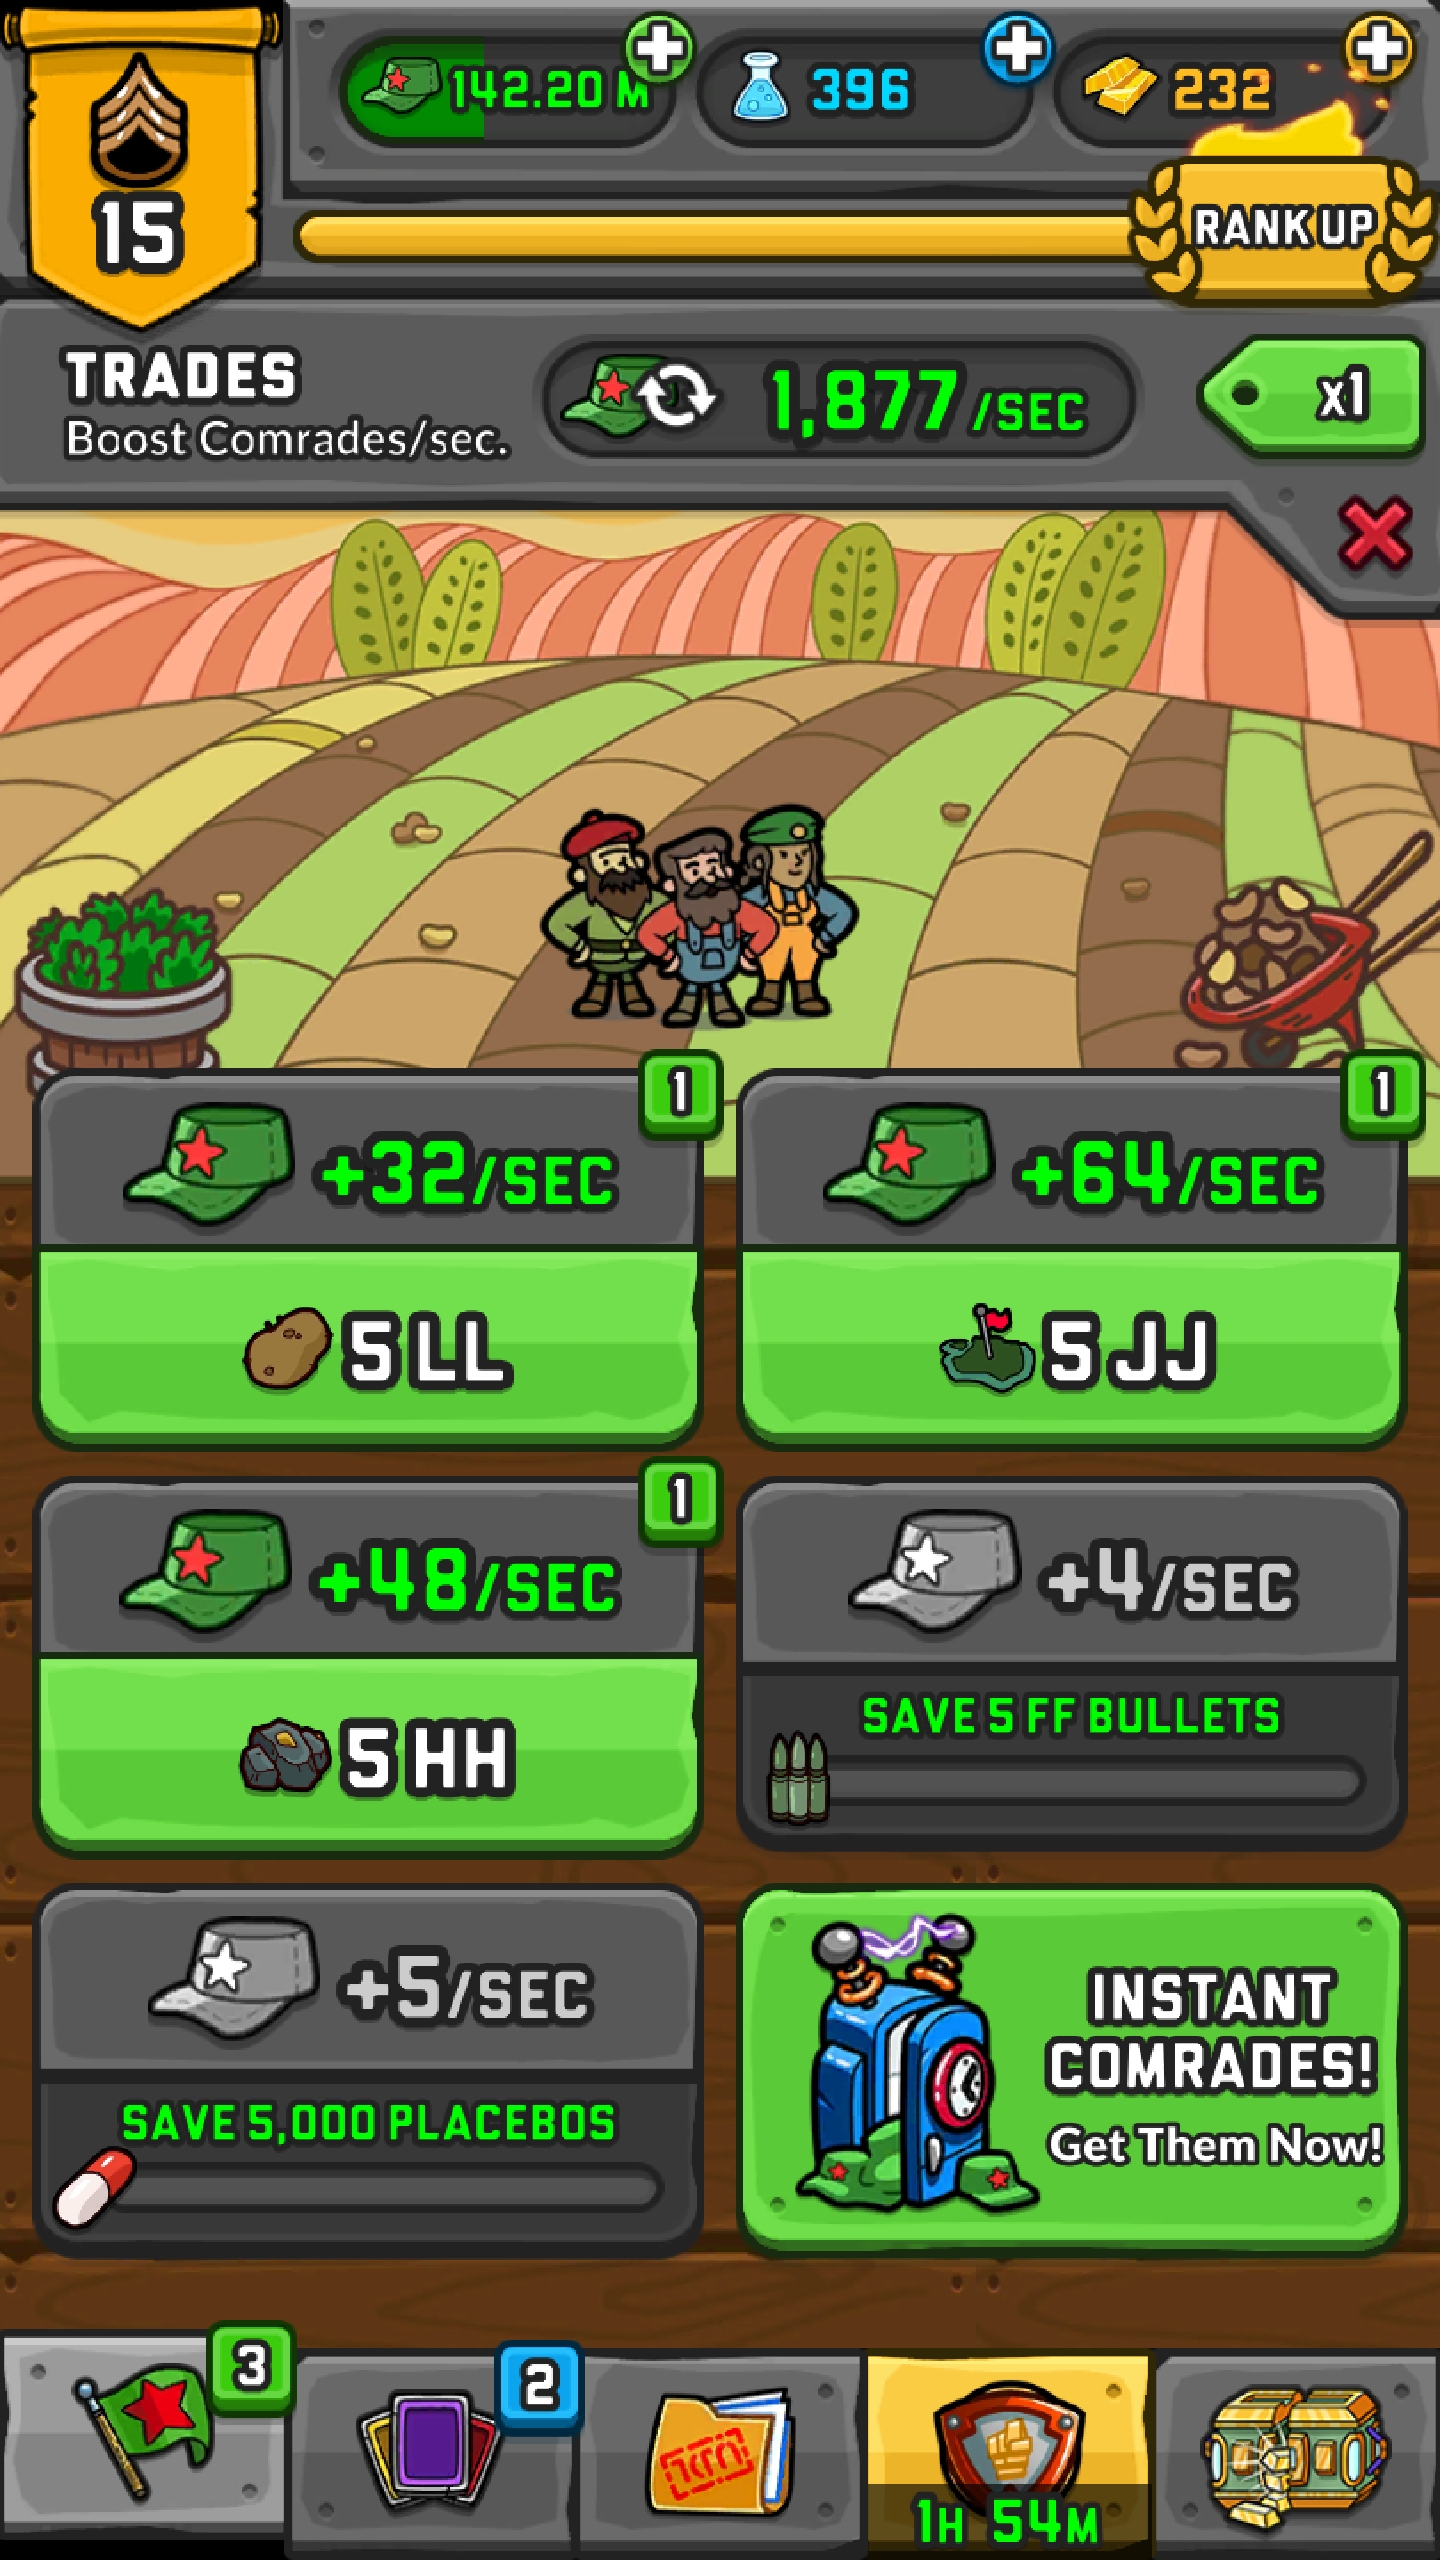 142.20 M
396
232
15
RANK UP
TRADES
Boost Comrades/sec.
1,877/SEC
x1
1
+32/SEC
5 LL
1
+64/SEC
5 JJ
1
+48/SEC
5 HH
+4/SEC
SAVE 5 FF BULLETS
+5/SEC
SAVE 5,000 PLACEBOS
INSTANT
COMRADES!
Get Them Now!
3
2
1H 54M